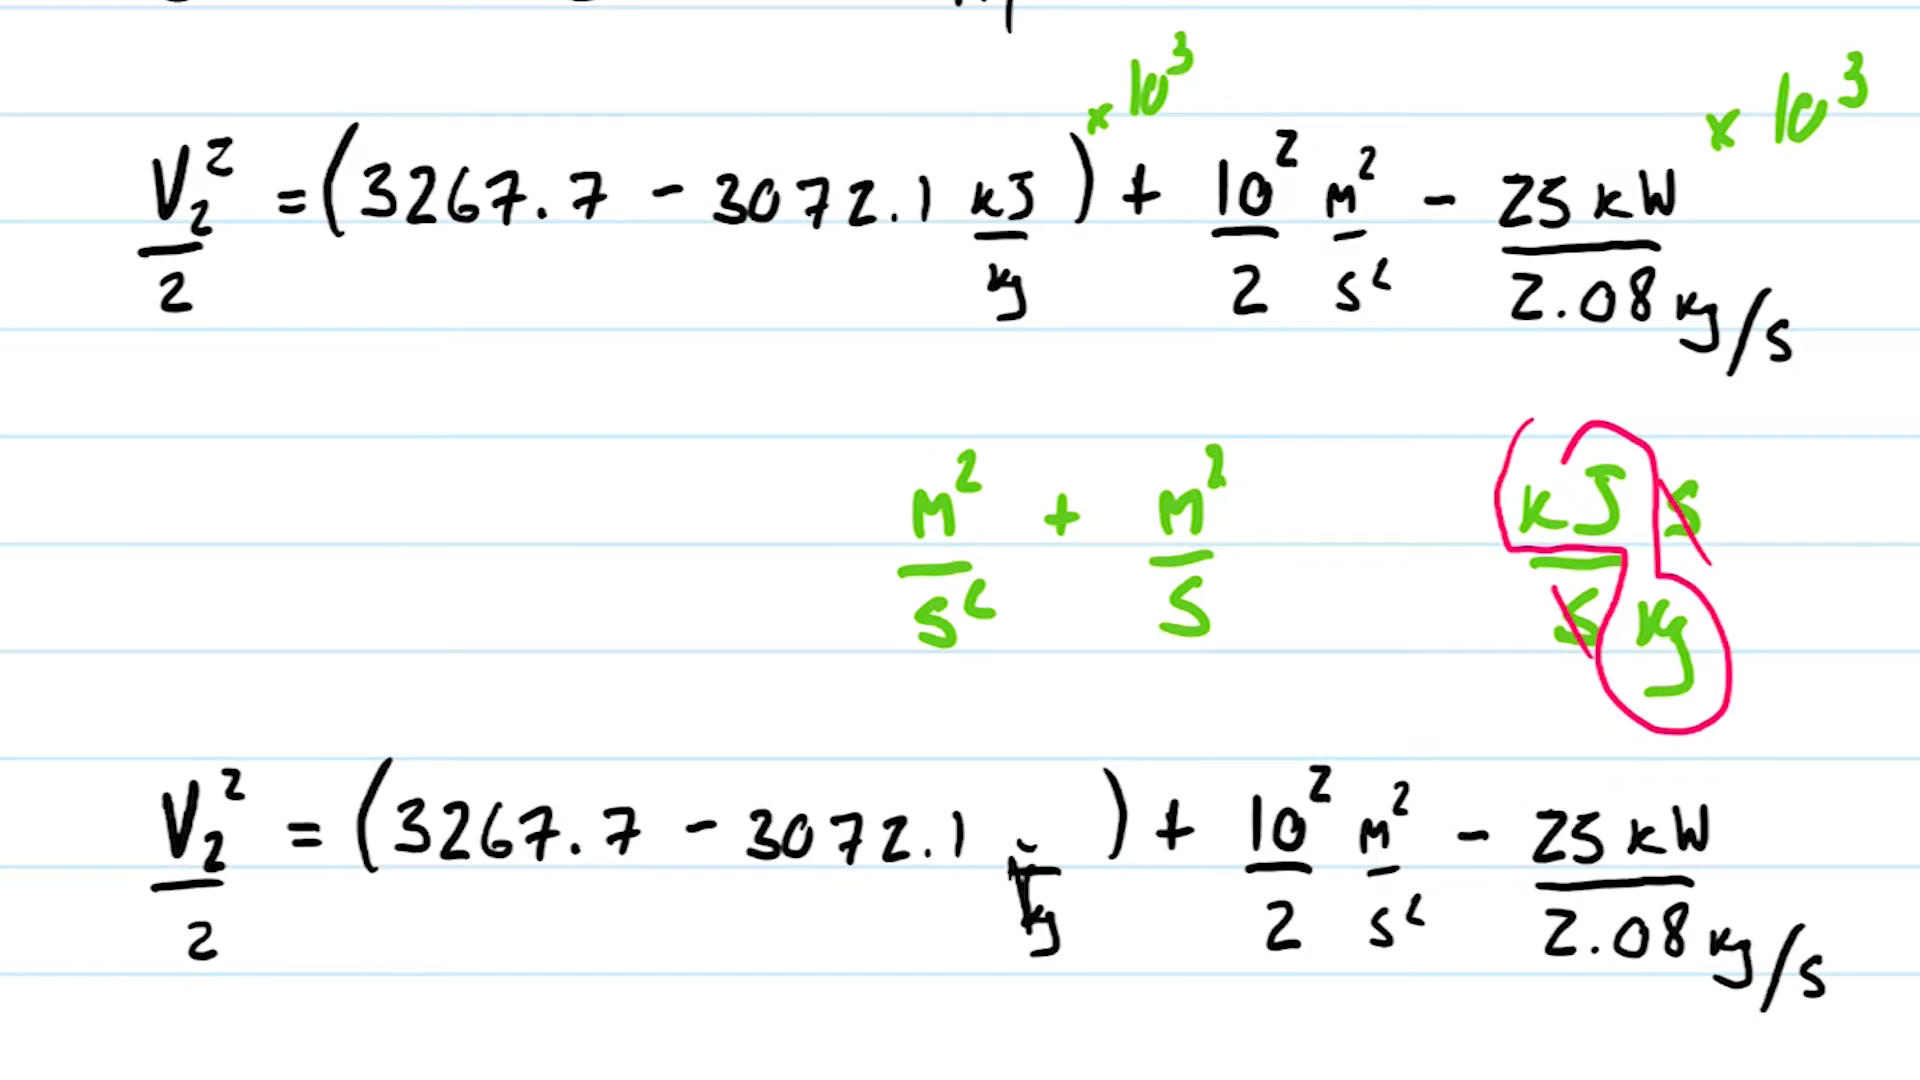 × 10³ × 10³
V₂²/2 = (3267.7 - 3072.1 kJ/kg) + 10²/2 m²/s² - 25 kW/2.08 kg/s
m²/s² + m²/s kJ s/s kg
V₂²/2 = (3267.7 - 3072.1 /kg) + 10²/2 m²/s² - 25 kW/2.08 kg/s